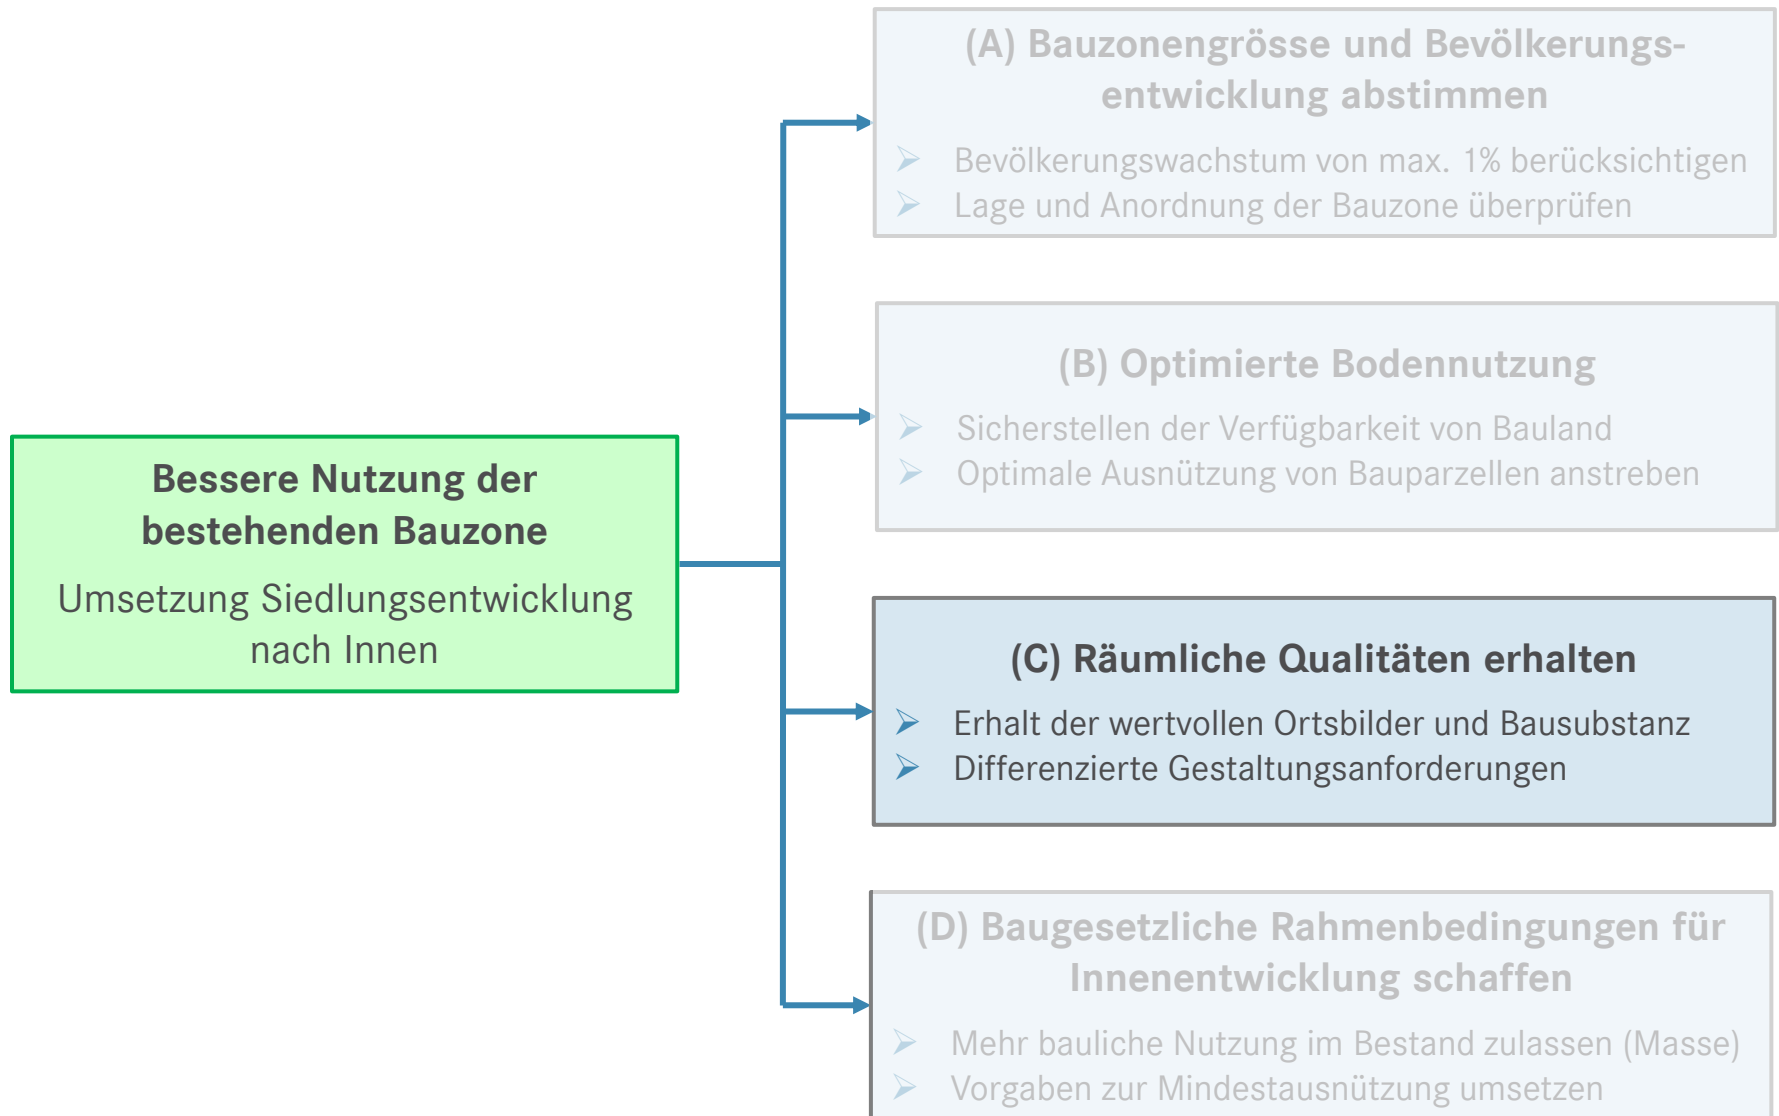 (A) Bauzonengrösse und Bevölkerungs-
entwicklung abstimmen
➢ Bevölkerungswachstum von max. 1% berücksichtigen
➢ Lage und Anordnung der Bauzone überprüfen
(B) Optimierte Bodennutzung
➢ Sicherstellen der Verfügbarkeit von Bauland
➢ Optimale Ausnützung von Bauparzellen anstreben
Bessere Nutzung der
bestehenden Bauzone
Umsetzung Siedlungsentwicklung
nach Innen
(C) Räumliche Qualitäten erhalten
➢ Erhalt der wertvollen Ortsbilder und Bausubstanz
➢ Differenzierte Gestaltungsanforderungen
(D) Baugesetzliche Rahmenbedingungen für
Innenentwicklung schaffen
➢ Mehr bauliche Nutzung im Bestand zulassen (Masse)
➢ Vorgaben zur Mindestausnützung umsetzen